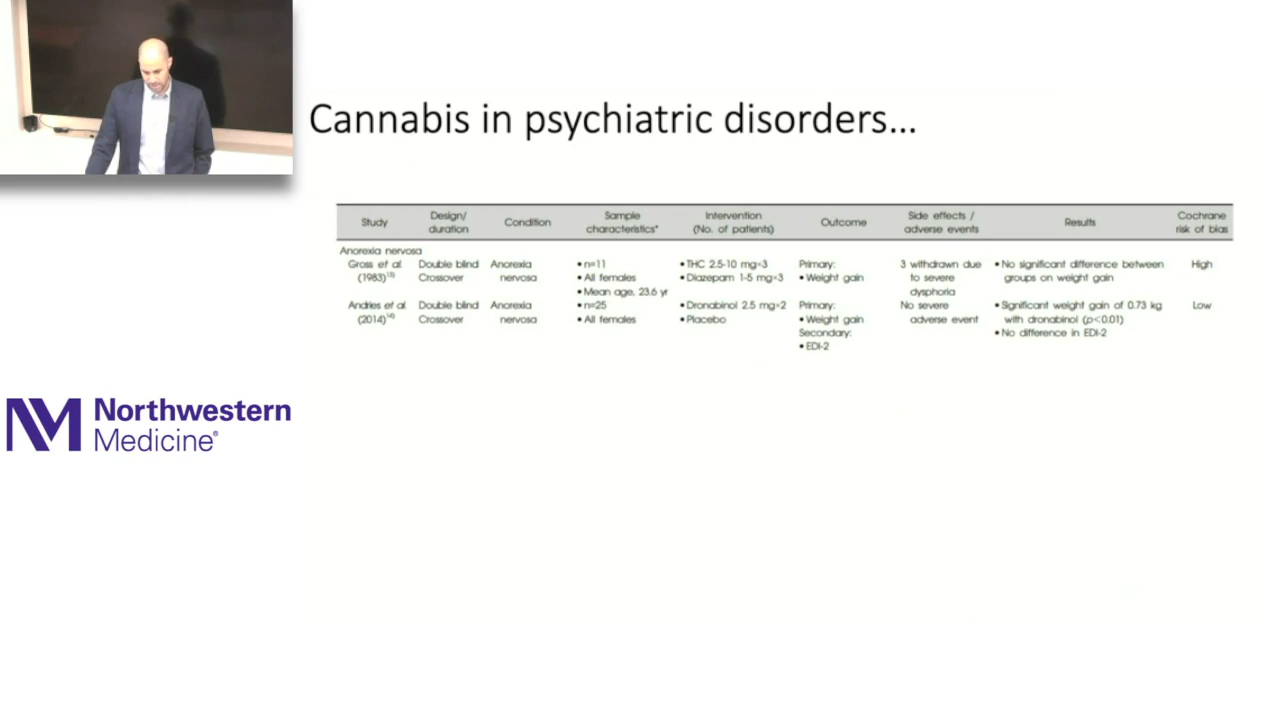 Cannabis in psychiatric disorders...
Study Design/ duration Condition Sample characteristics* Intervention (No. of patients) Outcome Side effects / adverse events Results Cochrane risk of bias
Anorexia nervosa
Gross et al. Double blind Anorexia • n=11 • THC 2.5-10 mg×3 Primary: 3 withdrawn due • No significant difference between High
(1983)13) Crossover nervosa • All females • Diazepam 1-5 mg×3 • Weight gain to severe groups on weight gain
• Mean age, 23.6 yr dysphoria
Andries et al. Double blind Anorexia • n=25 • Dronabinol 2.5 mg×2 Primary: No severe • Significant weight gain of 0.73 kg Low
(2014)14) Crossover nervosa • All females • Placebo • Weight gain adverse event with dronabinol (p<0.01)
Secondary: • No difference in EDI-2
• EDI-2
Northwestern
Medicine®